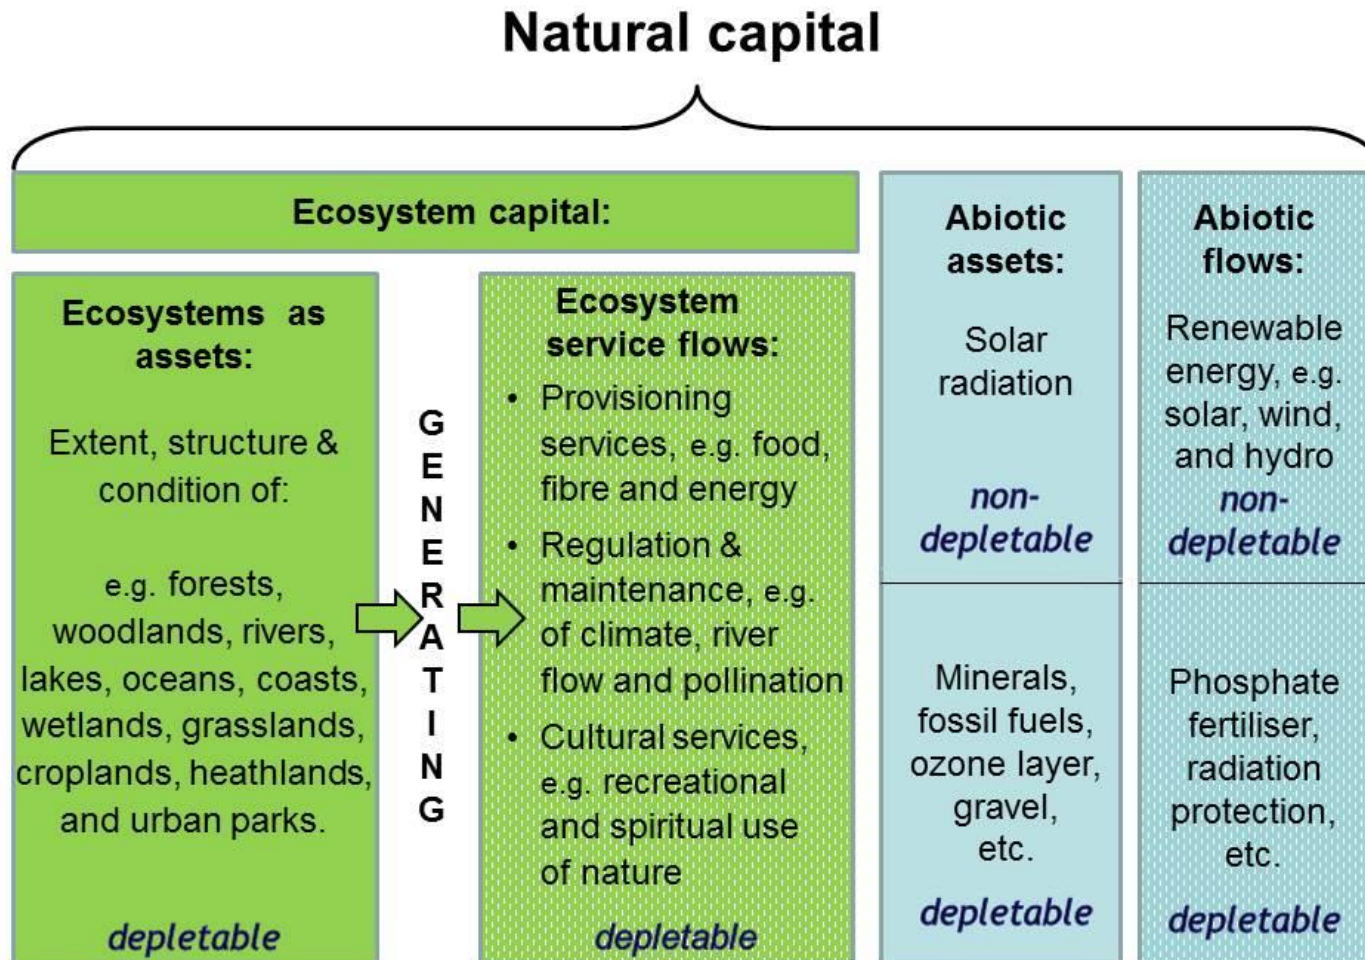 Natural capital
Ecosystem capital:
Ecosystems as
assets:
Extent, structure &
condition of:
e.g. forests,
woodlands, rivers,
lakes, oceans, coasts,
wetlands, grasslands,
croplands, heathlands,
and urban parks.
depletable
GENERATING
Ecosystem
service flows:
• Provisioning
services, e.g. food,
fibre and energy
• Regulation &
maintenance, e.g.
of climate, river
flow and pollination
• Cultural services,
e.g. recreational
and spiritual use
of nature
depletable
Abiotic
assets:
Solar
radiation
non-
depletable
Minerals,
fossil fuels,
ozone layer,
gravel,
etc.
depletable
Abiotic
flows:
Renewable
energy, e.g.
solar, wind,
and hydro
non-
depletable
Phosphate
fertiliser,
radiation
protection,
etc.
depletable